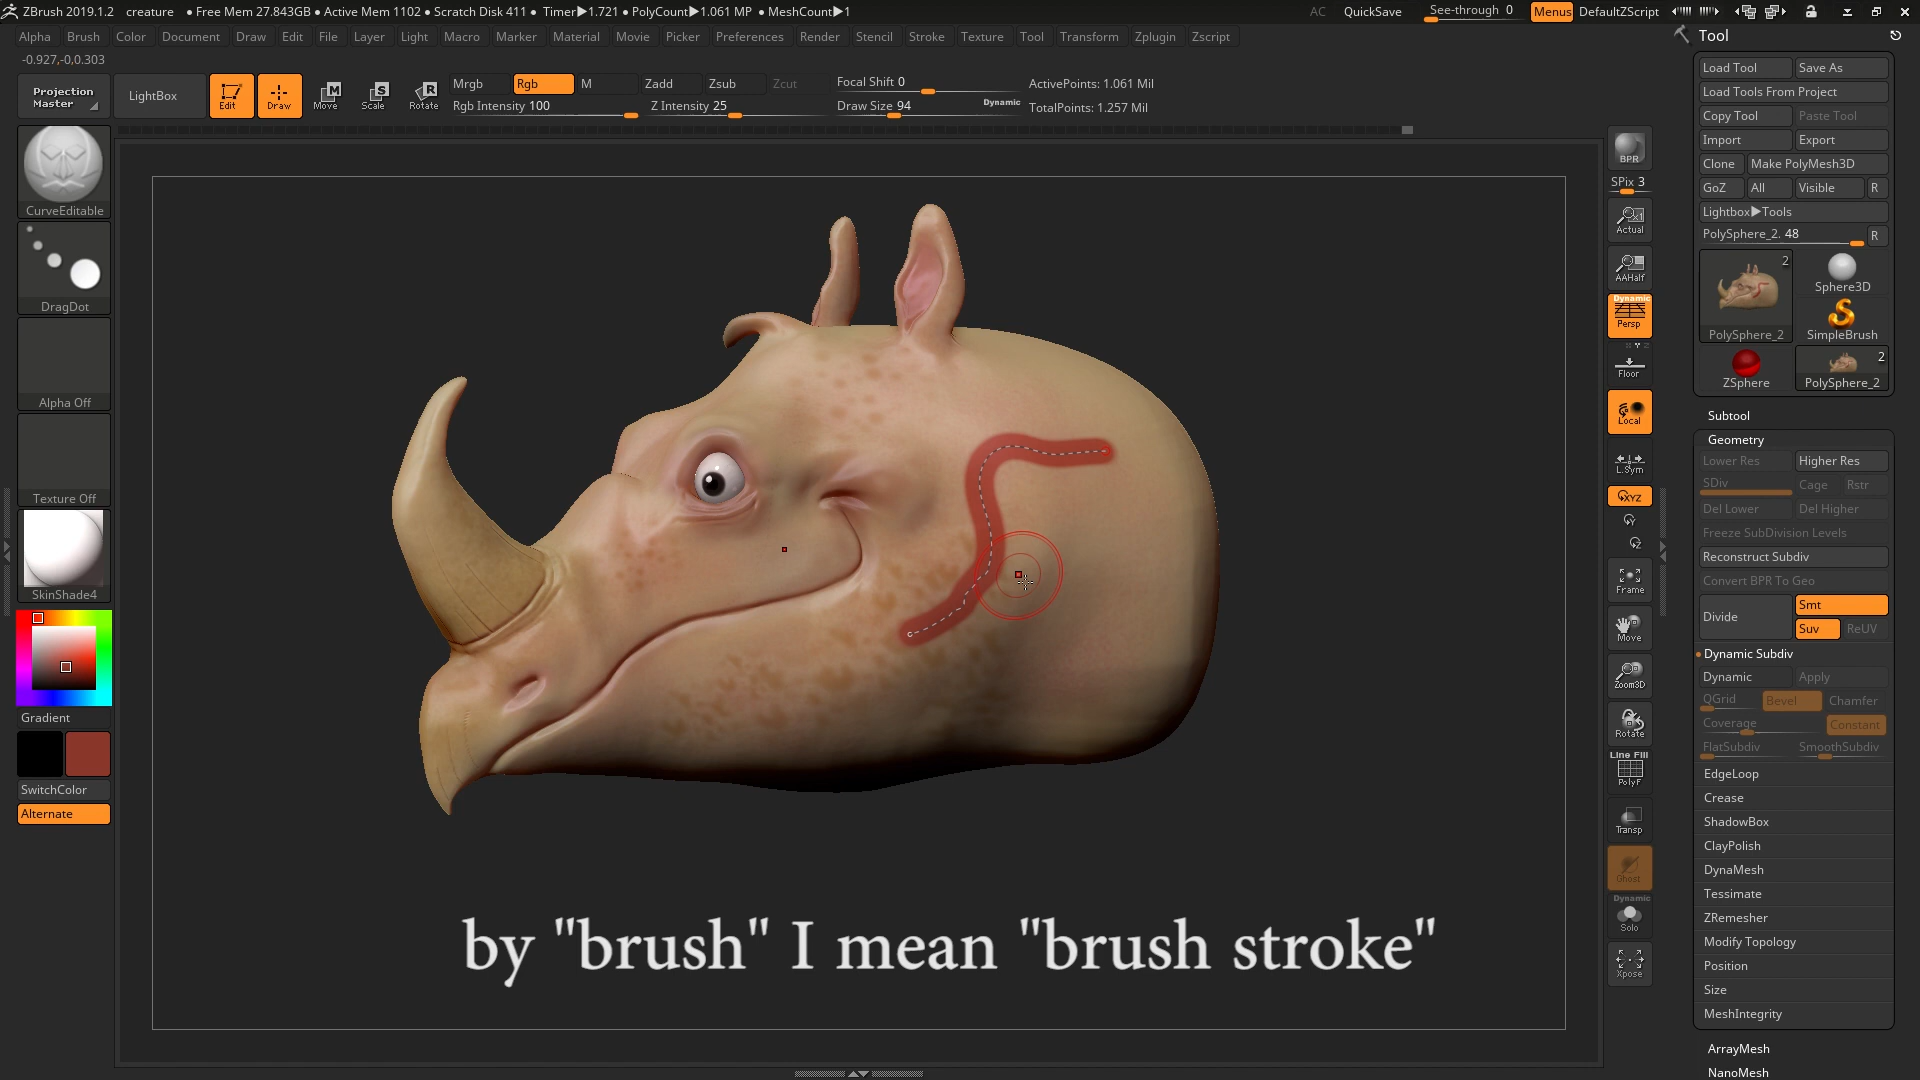 ZBrush 2019.1.2 creature ● Free Mem 27.843GB ● Active Mem 1102 ● Scratch Disk 411 ● Timer▶1.721 ● PolyCount▶1.061 MP ● MeshCount▶1 AC QuickSave See-through 0 Menus DefaultZScript
Alpha Brush Color Document Draw Edit File Layer Light Macro Marker Material Movie Picker Preferences Render Stencil Stroke Texture Tool Transform Zplugin Zscript
-0.927,-0,0.303
Projection Master
LightBox
Edit Draw Move Scale Rotate
Mrgb Rgb M Zadd Zsub Zcut
Rgb Intensity 100 Z Intensity 25
Focal Shift 0
Draw Size 94 Dynamic
ActivePoints: 1.061 Mil
TotalPoints: 1.257 Mil
CurveEditable
DragDot
Alpha Off
Texture Off
SkinShade4
Gradient
SwitchColor
Alternate
by "brush" I mean "brush stroke"
BPR
SPix 3
Actual
AAHalf
Dynamic
Persp
Floor
Local
L.Sym
XYZ
Y
Z
Frame
Move
Zoom3D
Rotate
Line Fill
PolyF
Transp
Ghost
Dynamic
Solo
Xpose
Tool
Load Tool Save As
Load Tools From Project
Copy Tool Paste Tool
Import Export
Clone Make PolyMesh3D
GoZ All Visible R
Lightbox▶Tools
PolySphere_2. 48 R
2
Sphere3D
PolySphere_2 SimpleBrush
2
ZSphere PolySphere_2
Subtool
Geometry
Lower Res Higher Res
SDiv Cage Rstr
Del Lower Del Higher
Freeze SubDivision Levels
Reconstruct Subdiv
Convert BPR To Geo
Divide Smt
Suv ReUV
Dynamic Subdiv
Dynamic Apply
QGrid Bevel Chamfer
Coverage Constant
FlatSubdiv SmoothSubdiv
EdgeLoop
Crease
ShadowBox
ClayPolish
DynaMesh
Tessimate
ZRemesher
Modify Topology
Position
Size
MeshIntegrity
ArrayMesh
NanoMesh